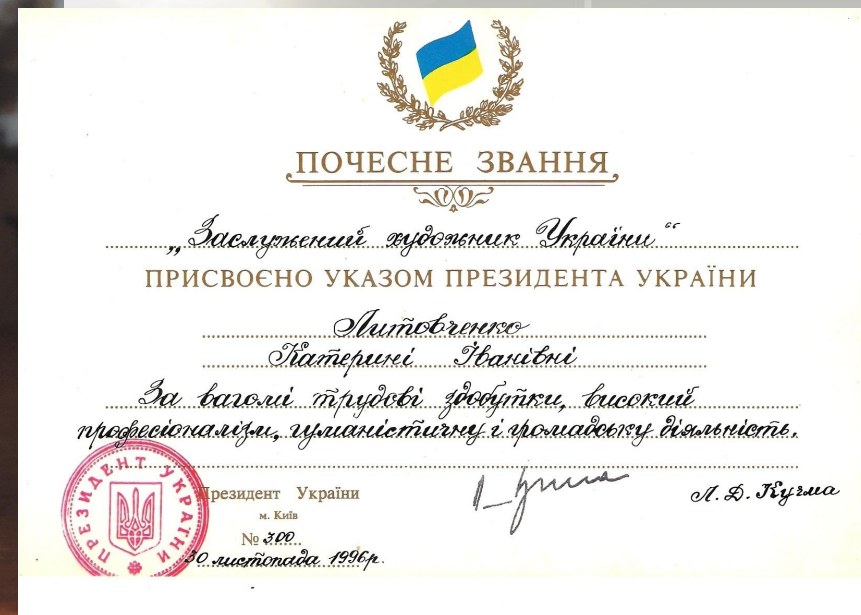 ПОЧЕСНЕ ЗВАННЯ
„Заслужений художник України“
ПРИСВОЄНО УКАЗОМ ПРЕЗИДЕНТА УКРАЇНИ
Литовченко
Катерині Іванівні
За вагомі трудові здобутки, високий
професіоналізм, гуманістичну і громадську діяльність.
ПРЕЗИДЕНТ УКРАЇНИ
Президент України
Л. Д. Кучма
м. Київ
№ 300
30 листопада 1996р.